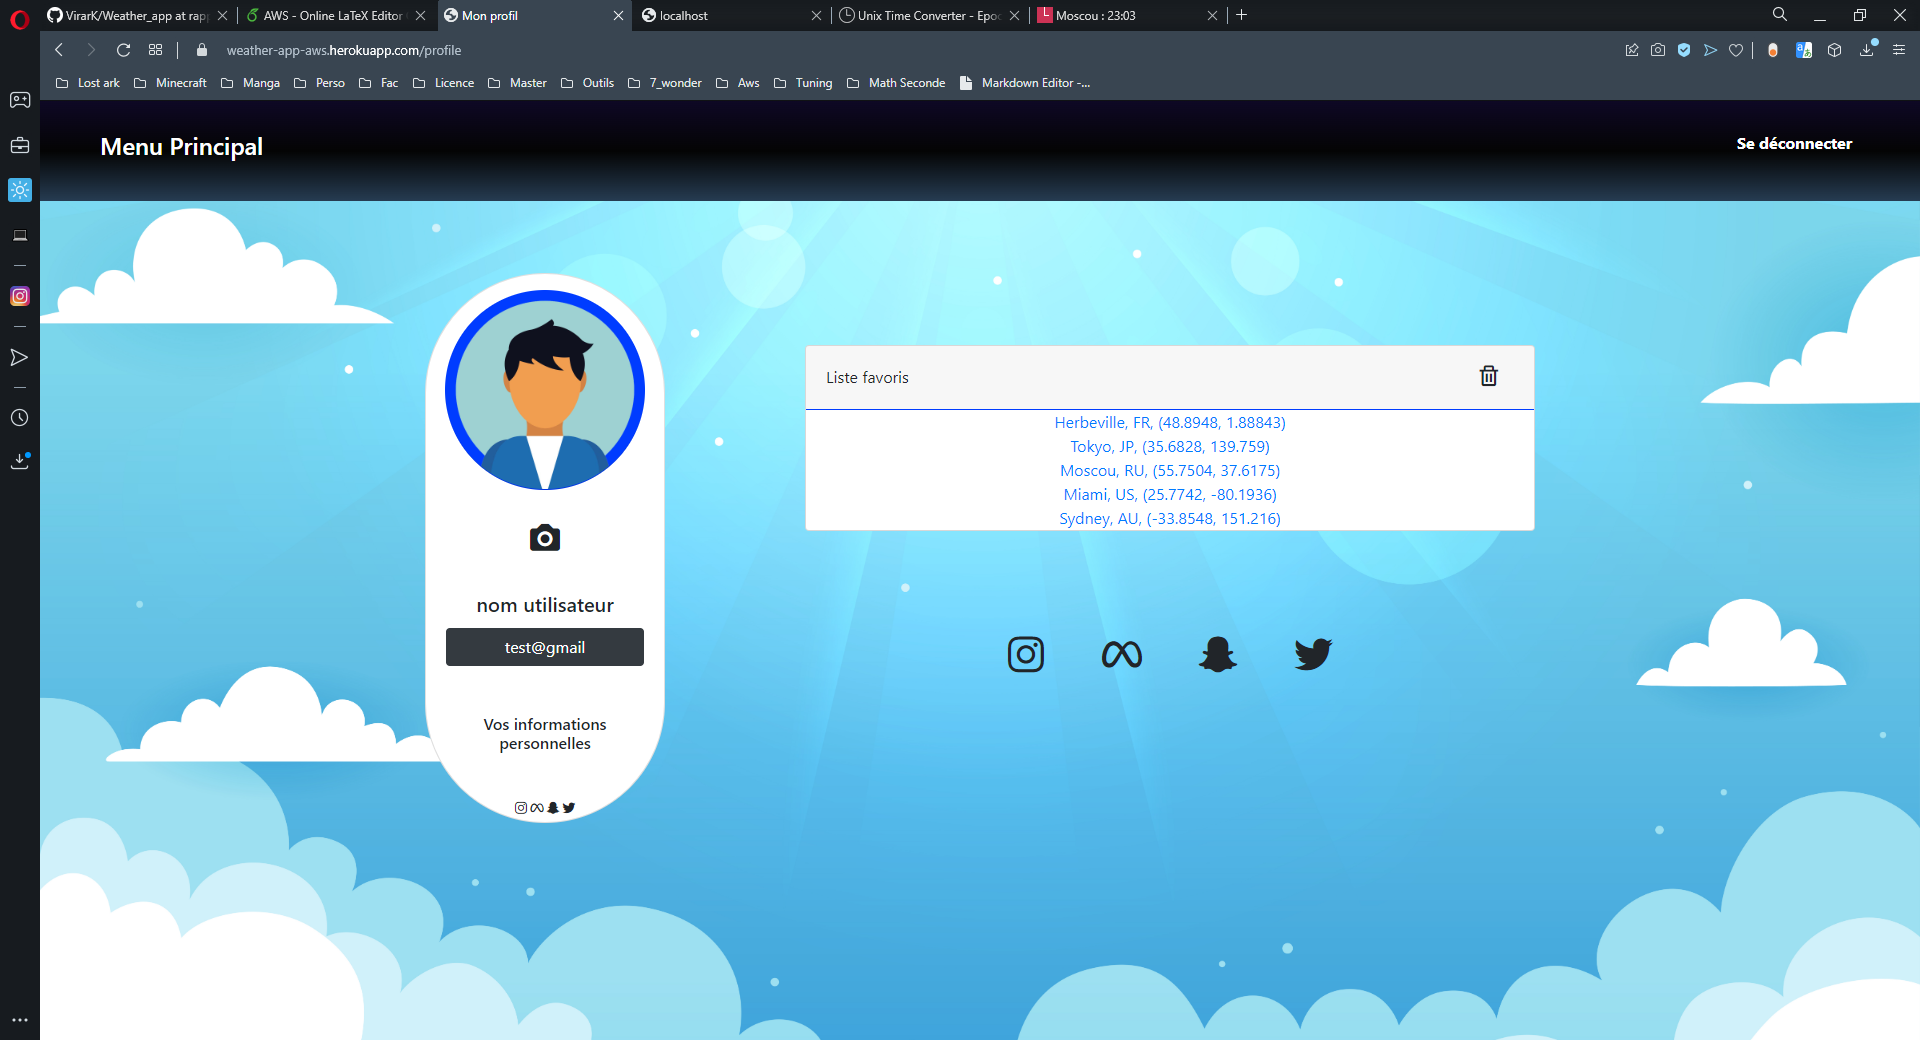 VirarK/Weather_app at rap
AWS - Online LaTeX Editor
Mon profil
localhost
Unix Time Converter - Epoc
Moscou : 23:03
weather-app-aws.herokuapp.com/profile
Lost ark
Minecraft
Manga
Perso
Fac
Licence
Master
Outils
7_wonder
Aws
Tuning
Math Seconde
Markdown Editor -...
Menu Principal
Se déconnecter
nom utilisateur
test@gmail
Vos informations
personnelles
Liste favoris
Herbeville, FR, (48.8948, 1.88843)
Tokyo, JP, (35.6828, 139.759)
Moscou, RU, (55.7504, 37.6175)
Miami, US, (25.7742, -80.1936)
Sydney, AU, (-33.8548, 151.216)